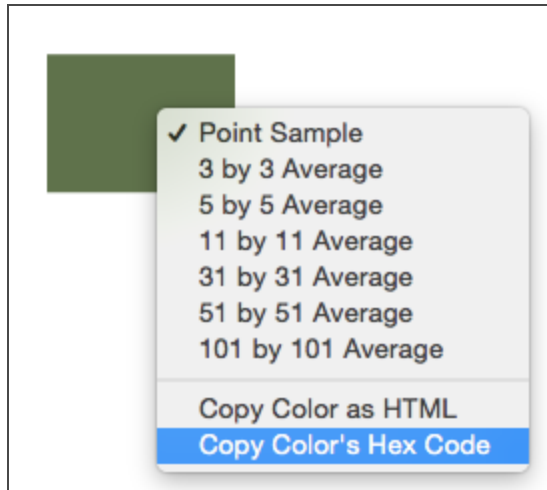 ✓ Point Sample
3 by 3 Average
5 by 5 Average
11 by 11 Average
31 by 31 Average
51 by 51 Average
101 by 101 Average
Copy Color as HTML
Copy Color's Hex Code